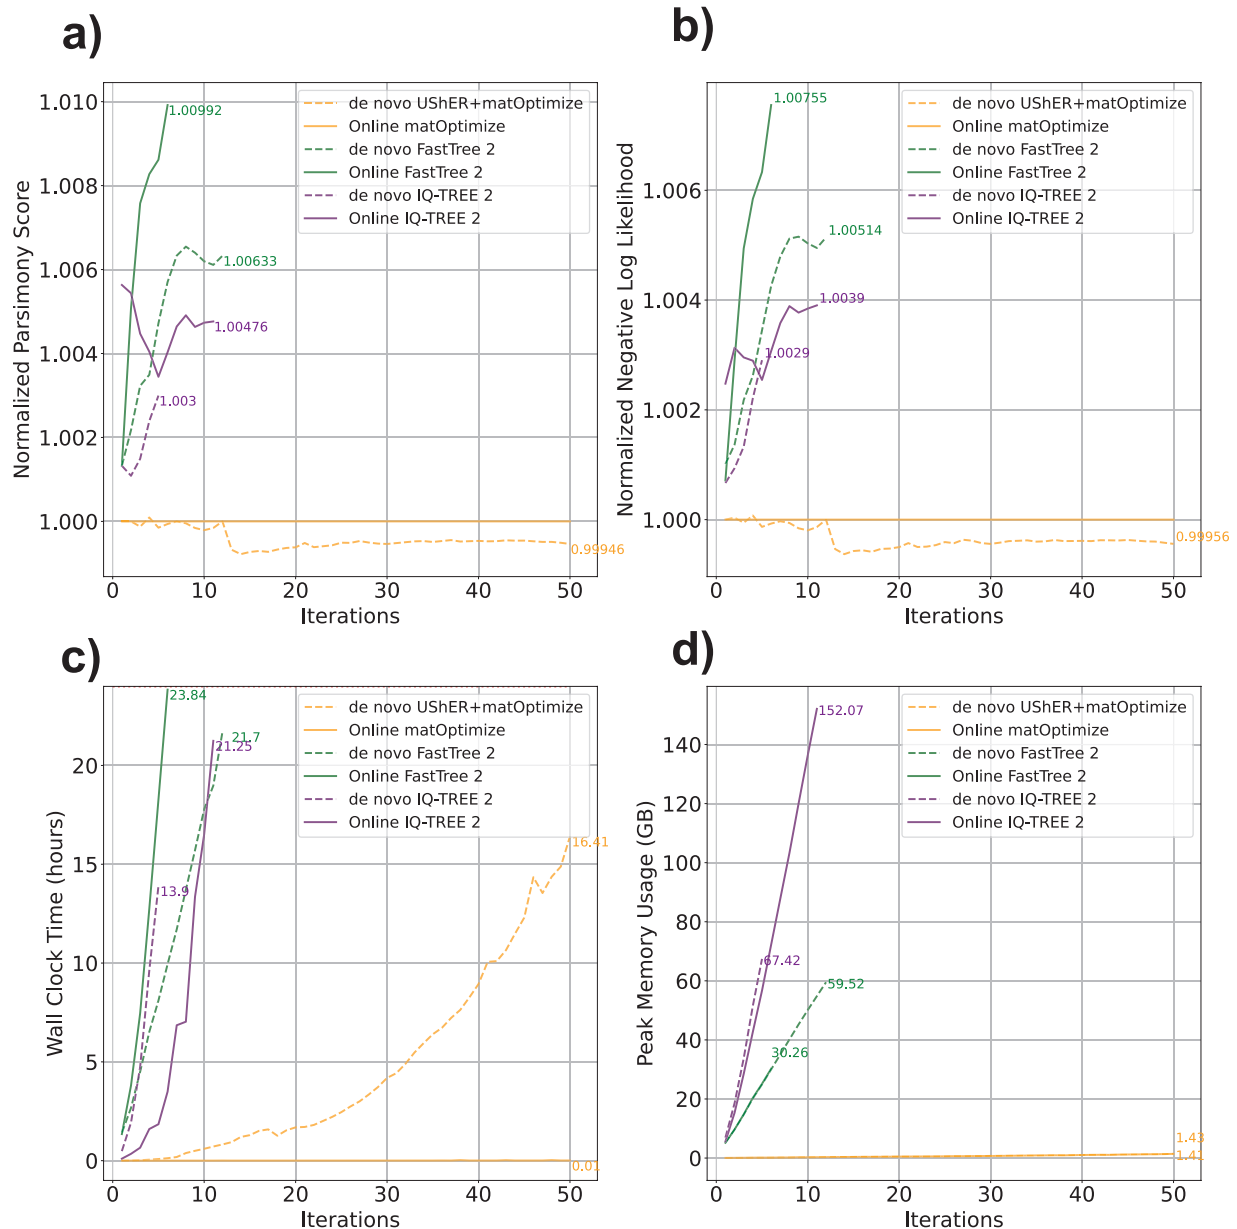 a)
Normalized Parsimony Score
1.010
1.008
1.006
1.004
1.002
1.000
1.00992
1.00633
1.00476
1.003
0.99946
de novo UShER+matOptimize
Online matOptimize
de novo FastTree 2
Online FastTree 2
de novo IQ-TREE 2
Online IQ-TREE 2
0 10 20 30 40 50
Iterations
b)
Normalized Negative Log Likelihood
1.006
1.004
1.002
1.000
1.00755
1.00514
1.0039
1.0029
0.99956
de novo UShER+matOptimize
Online matOptimize
de novo FastTree 2
Online FastTree 2
de novo IQ-TREE 2
Online IQ-TREE 2
0 10 20 30 40 50
Iterations
c)
Wall Clock Time (hours)
20
15
10
5
0
23.84
21.7
21.25
13.9
16.41
0.01
de novo UShER+matOptimize
Online matOptimize
de novo FastTree 2
Online FastTree 2
de novo IQ-TREE 2
Online IQ-TREE 2
0 10 20 30 40 50
Iterations
d)
Peak Memory Usage (GB)
140
120
100
80
60
40
20
0
152.07
67.42
59.52
30.26
1.43
1.41
de novo UShER+matOptimize
Online matOptimize
de novo FastTree 2
Online FastTree 2
de novo IQ-TREE 2
Online IQ-TREE 2
0 10 20 30 40 50
Iterations